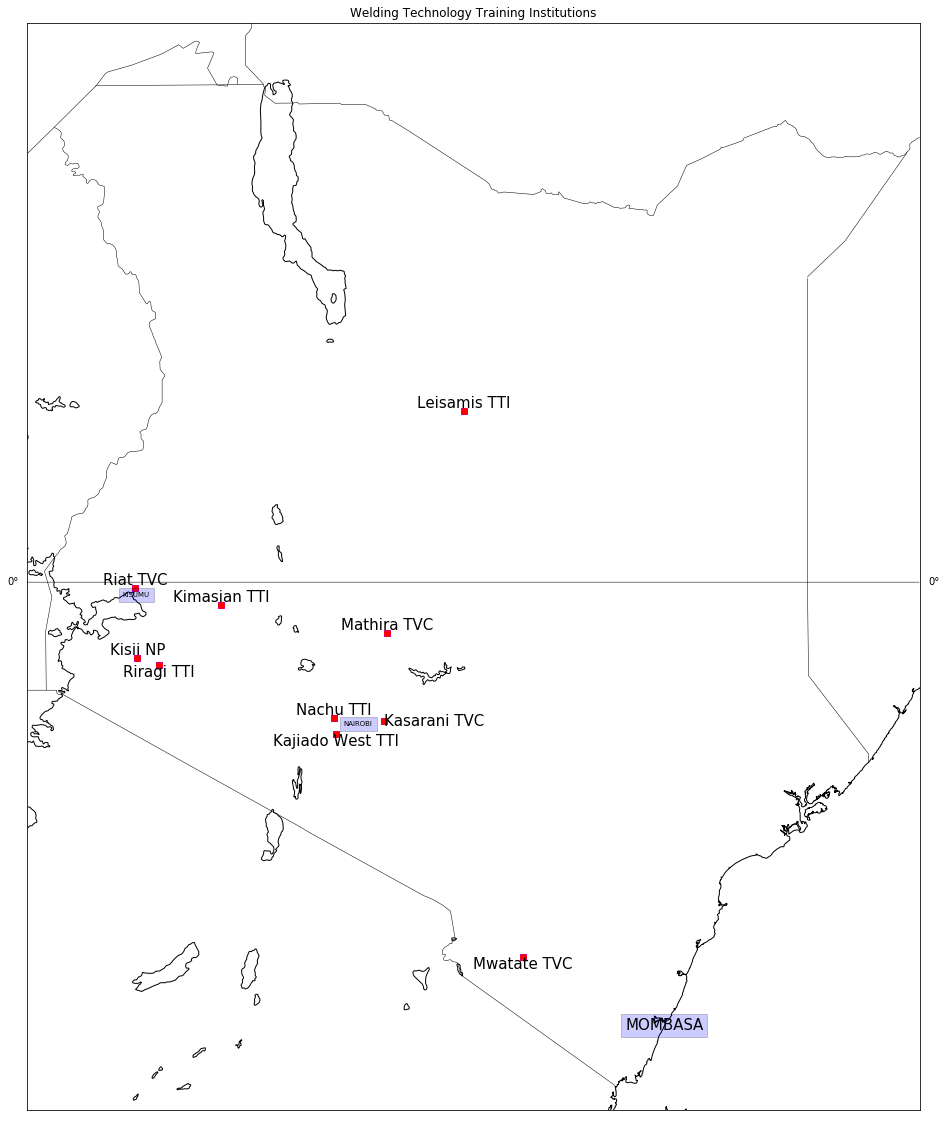 Welding Technology Training Institutions
Leisamis TTI
0°
0°
Riat TVC
KISUMU
Kimasian TTI
Mathira TVC
Kisii NP
Riragi TTI
Nachu TTI
NAIROBI
Kasarani TVC
Kajiado West TTI
Mwatate TVC
MOMBASA